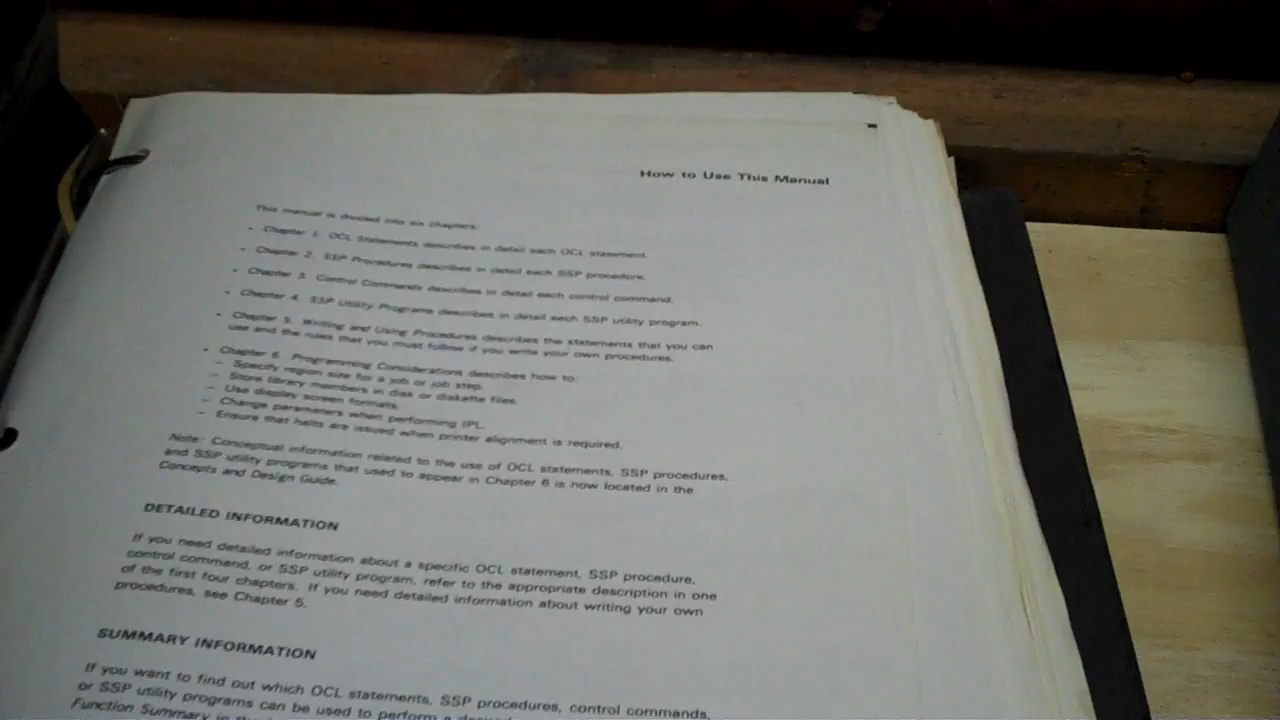 How to Use This Manual
This manual is divided into six chapters:
• Chapter 1. OCL Statements describes in detail each OCL statement.
• Chapter 2. SSP Procedures describes in detail each SSP procedure.
• Chapter 3. Control Commands describes in detail each control command.
• Chapter 4. SSP Utility Programs describes in detail each SSP utility program.
• Chapter 5. Writing and Using Procedures describes the statements that you can
use and the rules that you must follow if you write your own procedures.
• Chapter 6. Programming Considerations describes how to:
– Specify region size for a job or job step.
– Store library members in disk or diskette files.
– Use display screen formats.
– Change parameters when performing IPL.
– Ensure that halts are issued when printer alignment is required.
Note: Conceptual information related to the use of OCL statements, SSP procedures,
and SSP utility programs that used to appear in Chapter 6 is now located in the
Concepts and Design Guide.
DETAILED INFORMATION
If you need detailed information about a specific OCL statement, SSP procedure,
control command, or SSP utility program, refer to the appropriate description in one
of the first four chapters. If you need detailed information about writing your own
procedures, see Chapter 5.
SUMMARY INFORMATION
If you want to find out which OCL statements, SSP procedures, control commands,
or SSP utility programs can be used to perform a
Function Summary in the